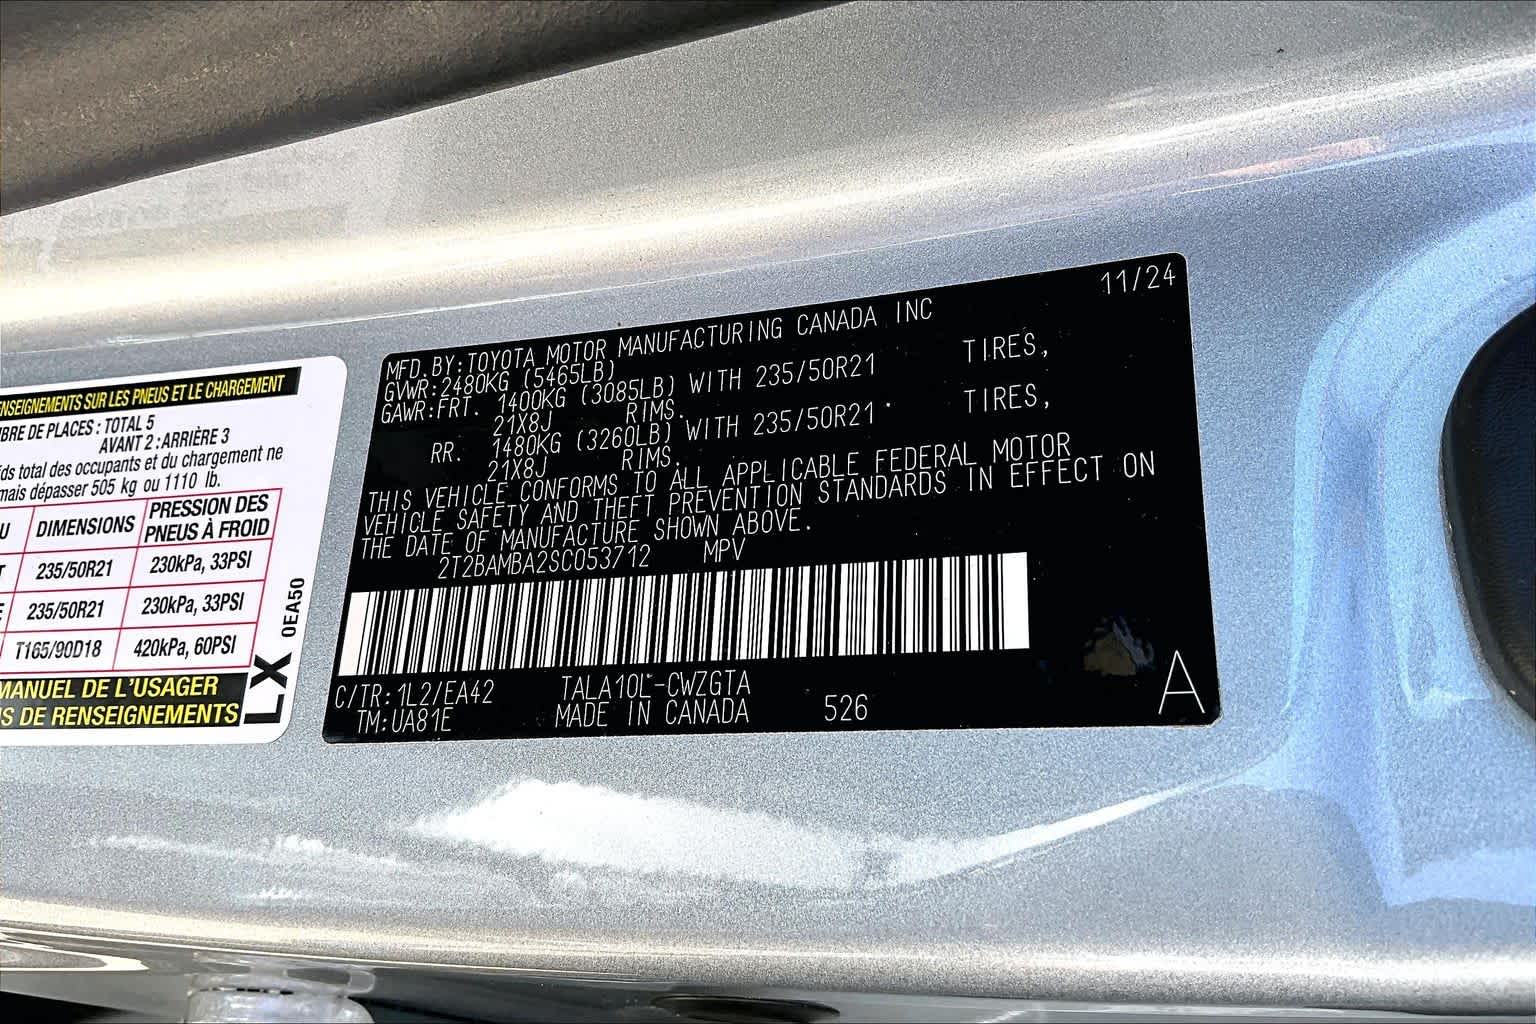 RENSEIGNEMENTS SUR LES PNEUS ET LE CHARGEMENT
DE PLACES : TOTAL 5
AVANT 2 : ARRIÈRE 3
total des occupants et du chargement ne
dépasser 505 kg ou 1110 lb.
DIMENSIONS PRESSION DES
PNEUS À FROID
235/50R21 230kPa, 33PSI
235/50R21 230kPa, 33PSI
T165/90D18 420kPa, 60PSI
MANUEL DE L'USAGER
DE RENSEIGNEMENTS
LX 0EA50
11/24
MFD.BY:TOYOTA MOTOR MANUFACTURING CANADA INC
GVWR:2480KG (5465LB)
GAWR:FRT. 1400KG (3085LB) WITH 235/50R21 TIRES,
21X8J RIMS.
RR. 1480KG (3260LB) WITH 235/50R21 TIRES,
21X8J RIMS.
THIS VEHICLE CONFORMS TO ALL APPLICABLE FEDERAL MOTOR
VEHICLE SAFETY AND THEFT PREVENTION STANDARDS IN EFFECT ON
THE DATE OF MANUFACTURE SHOWN ABOVE.
2T2BAMBA2SC053712 MPV
C/TR:1L2/EA42 TALA10L-CWZGTA
TM:UA81E MADE IN CANADA 526
A